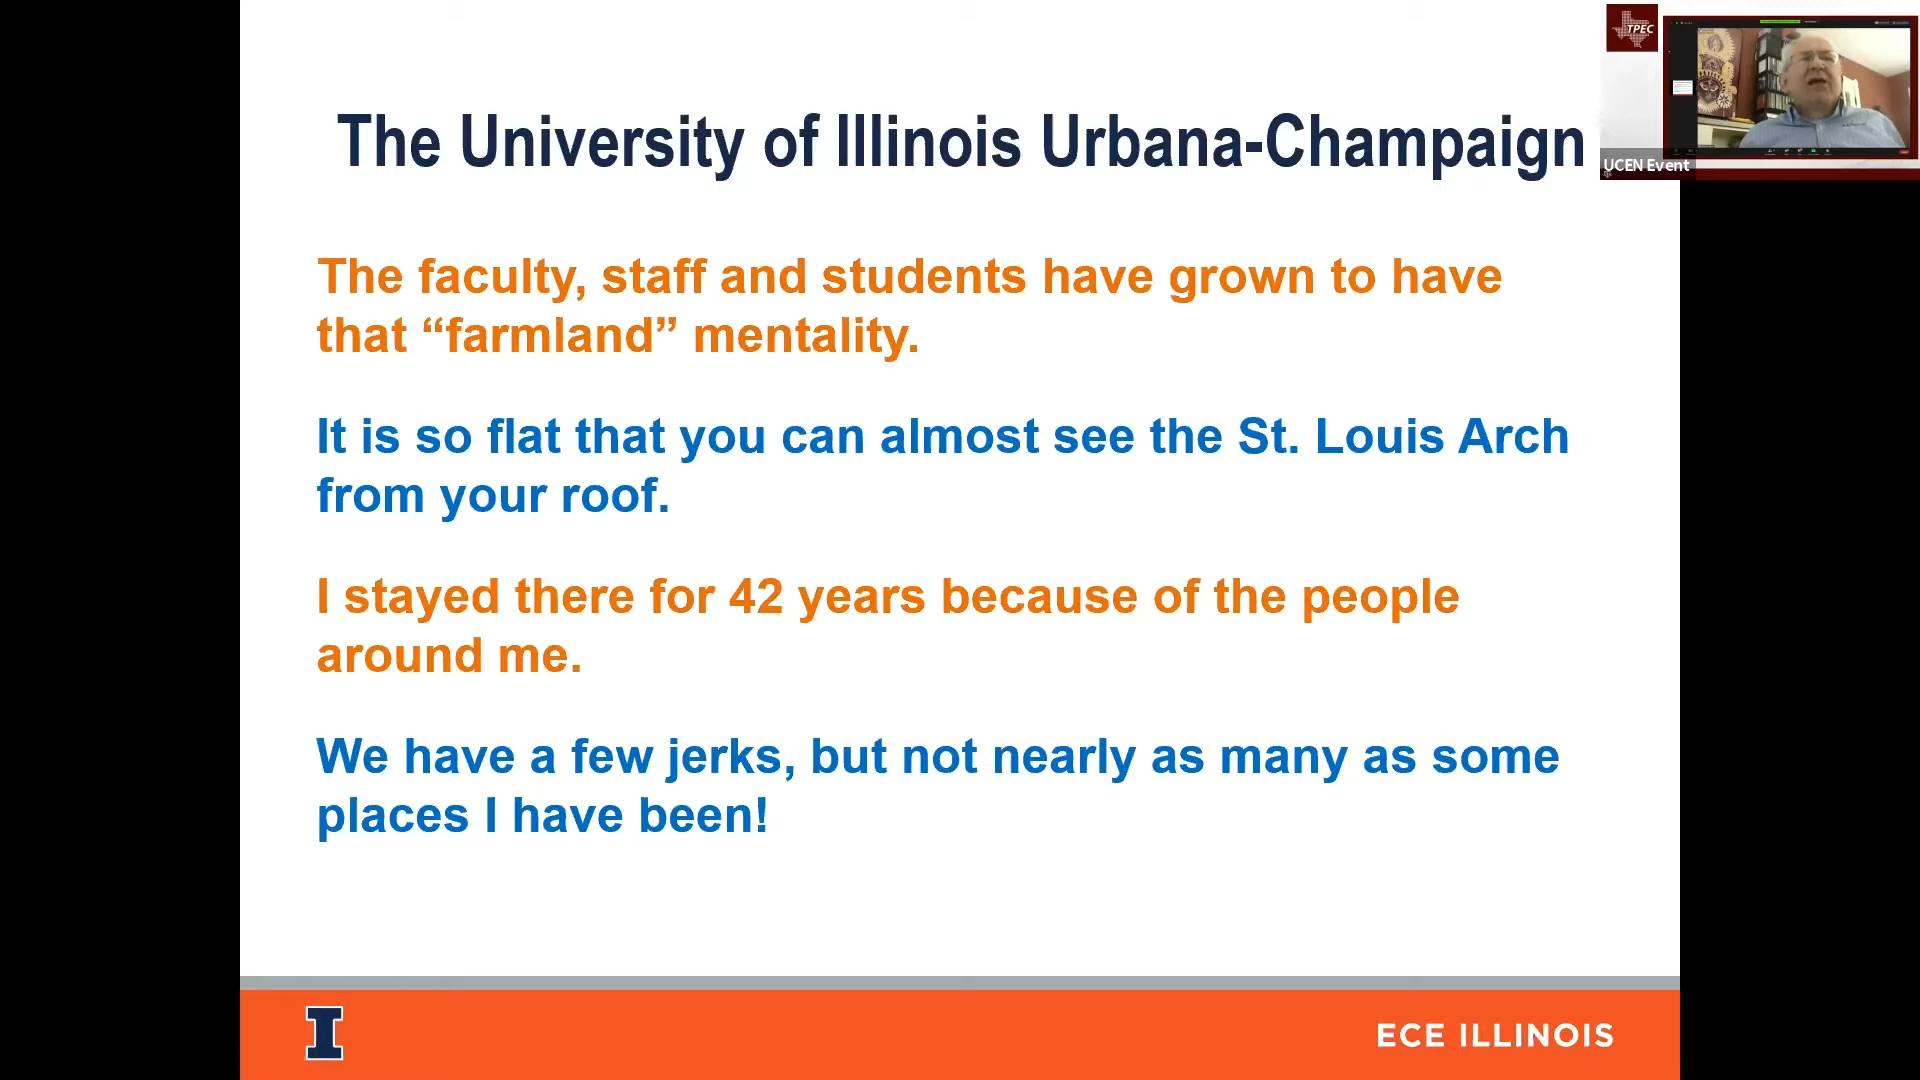 TPEC
The University of Illinois Urbana-Champaign
UCEN Event
The faculty, staff and students have grown to have
that “farmland” mentality.
It is so flat that you can almost see the St. Louis Arch
from your roof.
I stayed there for 42 years because of the people
around me.
We have a few jerks, but not nearly as many as some
places I have been!
I
ECE ILLINOIS